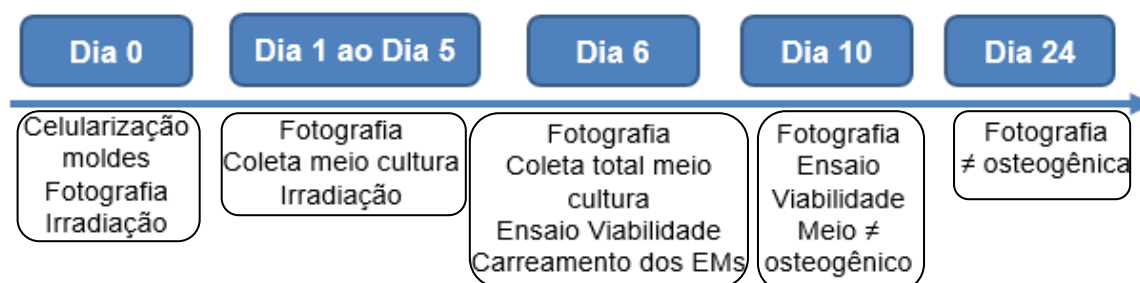 Dia 0
Dia 1 ao Dia 5
Dia 6
Dia 10
Dia 24
Celularização
moldes
Fotografia
Irradiação
Fotografia
Coleta meio cultura
Irradiação
Fotografia
Coleta total meio
cultura
Ensaio Viabilidade
Carreamento dos EMs
Fotografia
Ensaio
Viabilidade
Meio ≠
osteogênico
Fotografia
≠ osteogênica